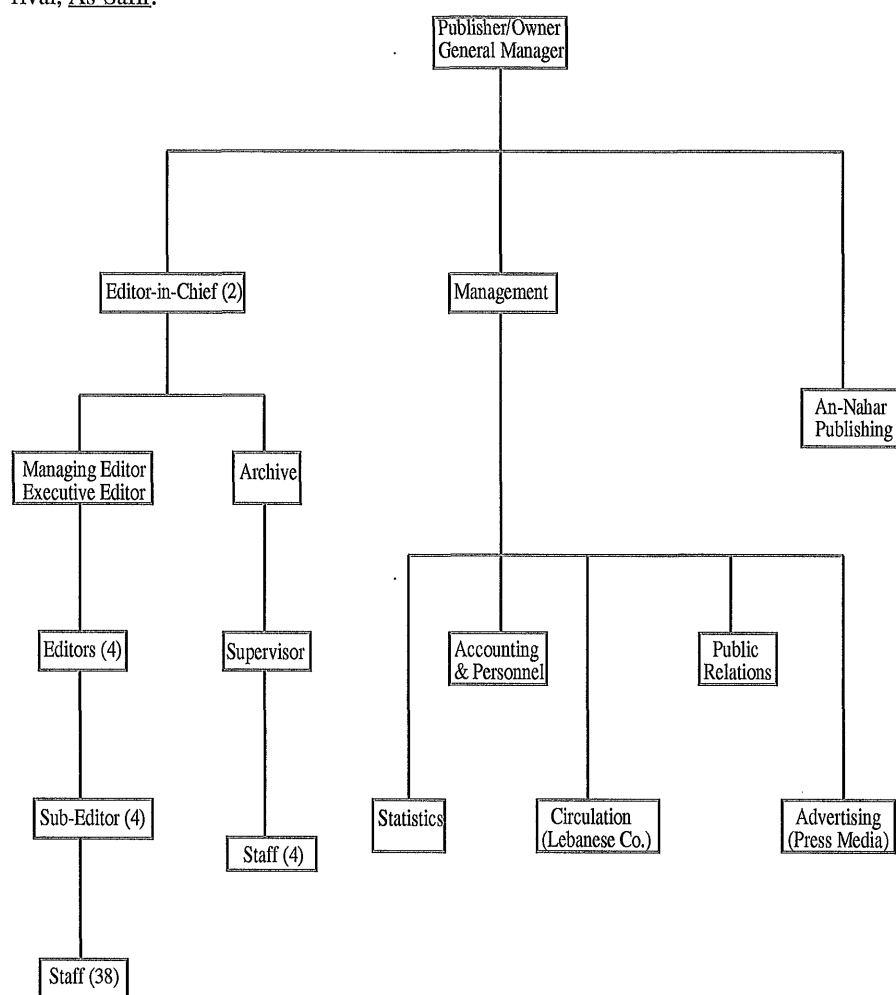 rival, As-Safir.
Publisher/Owner
General Manager
Editor-in-Chief (2)
Management
An-Nahar
Publishing
Managing Editor
Executive Editor
Archive
Editors (4)
Supervisor
Accounting
& Personnel
Public
Relations
Sub-Editor (4)
Statistics
Circulation
(Lebanese Co.)
Advertising
(Press Media)
Staff (4)
Staff (38)